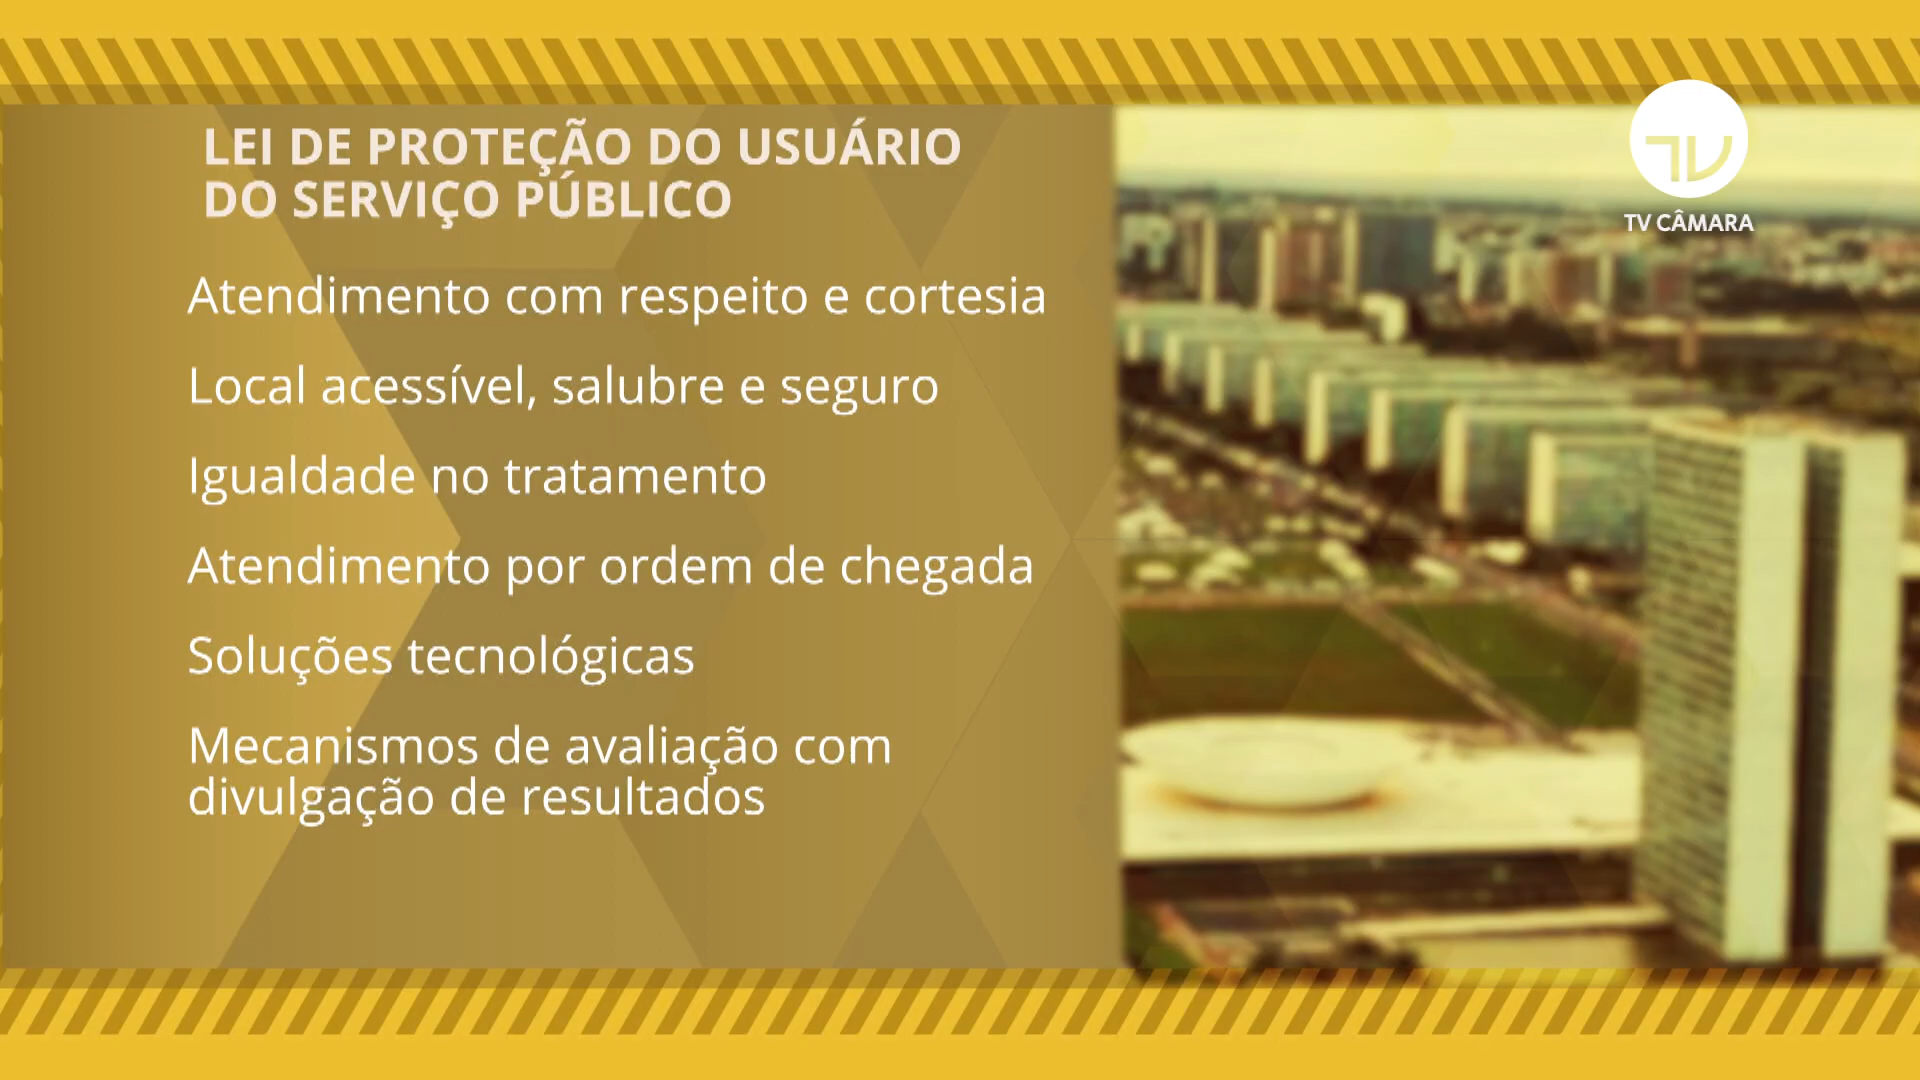 LEI DE PROTEÇÃO DO USUÁRIO
DO SERVIÇO PÚBLICO
Atendimento com respeito e cortesia
Local acessível, salubre e seguro
Igualdade no tratamento
Atendimento por ordem de chegada
Soluções tecnológicas
Mecanismos de avaliação com
divulgação de resultados
TV
TV CÂMARA